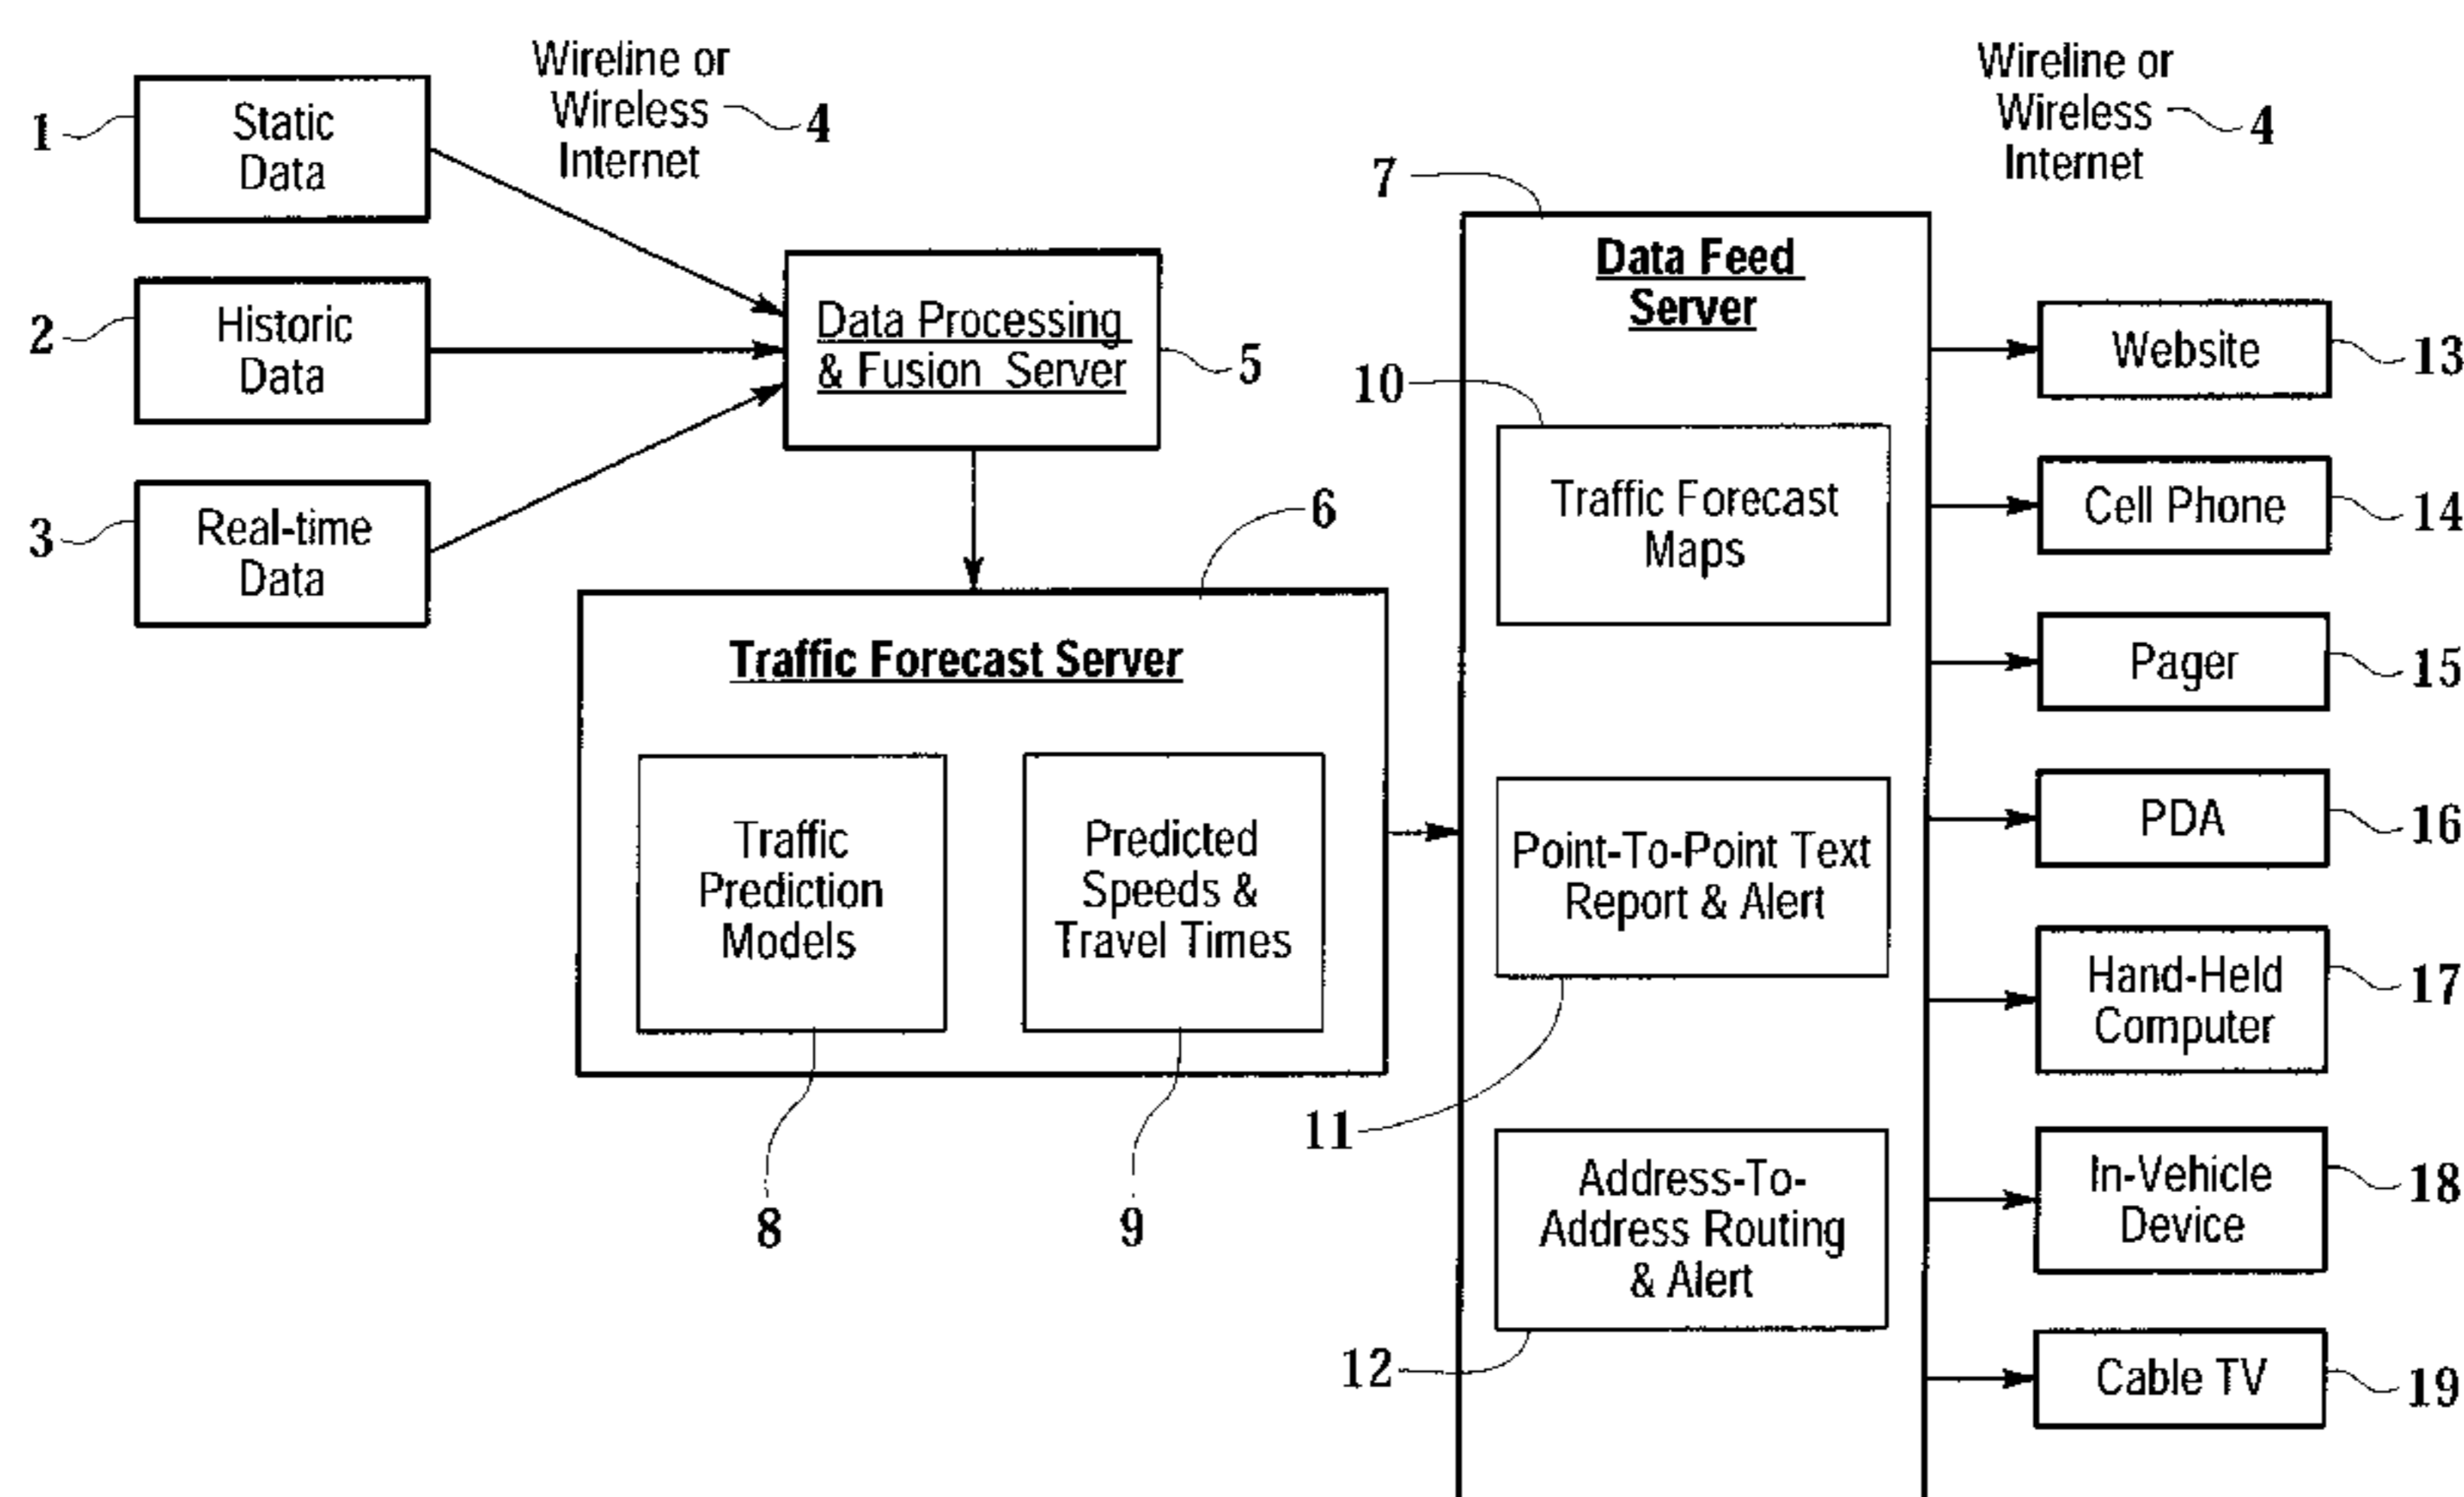 Wireline or
Wireless
Internet
4
1
Static
Data
2
Historic
Data
3
Real-time
Data
Data Processing
& Fusion Server
5
6
Traffic Forecast Server
Traffic
Prediction
Models
Predicted
Speeds &
Travel Times
8
9
7
Data Feed
Server
10
Traffic Forecast
Maps
Point-To-Point Text
Report & Alert
11
Address-To-
Address Routing
& Alert
12
Wireline or
Wireless
Internet
4
Website
13
Cell Phone
14
Pager
15
PDA
16
Hand-Held
Computer
17
In-Vehicle
Device
18
Cable TV
19